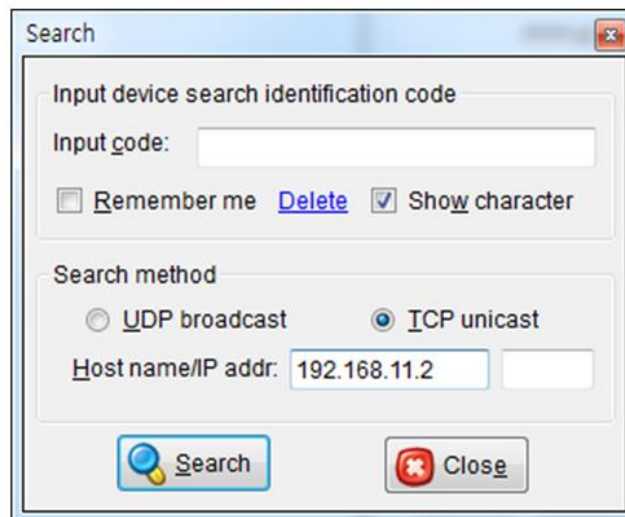 Search
Input device search identification code
Input code:
Remember me Delete Show character
Search method
UDP broadcast TCP unicast
Host name/IP addr: 192.168.11.2
Search Close